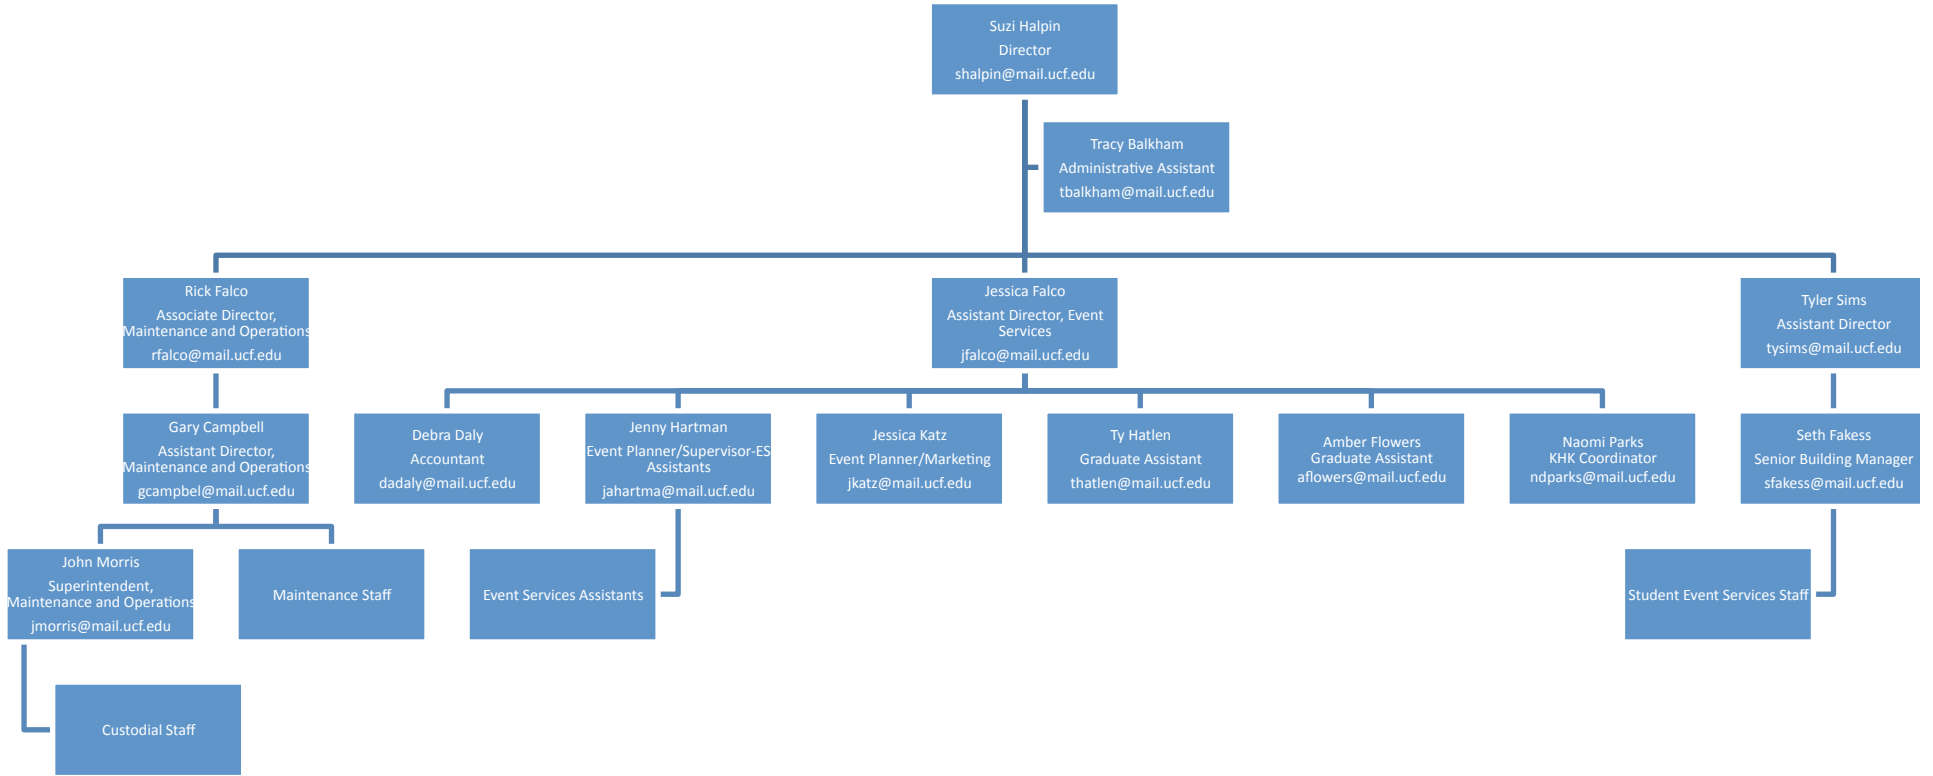 Suzi Halpin
Director
shalpin@mail.ucf.edu
Tracy Balkham
Administrative Assistant
tbalkham@mail.ucf.edu
Rick Falco
Associate Director,
Maintenance and Operations
rfalco@mail.ucf.edu
Jessica Falco
Assistant Director, Event
Services
jfalco@mail.ucf.edu
Tyler Sims
Assistant Director
tysims@mail.ucf.edu
Gary Campbell
Assistant Director,
Maintenance and Operations
gcampbel@mail.ucf.edu
Debra Daly
Accountant
dadaly@mail.ucf.edu
Jenny Hartman
Event Planner/Supervisor-ES
Assistants
jahartma@mail.ucf.edu
Jessica Katz
Event Planner/Marketing
jkatz@mail.ucf.edu
Ty Hatlen
Graduate Assistant
thatlen@mail.ucf.edu
Amber Flowers
Graduate Assistant
aflowers@mail.ucf.edu
Naomi Parks
KHK Coordinator
ndparks@mail.ucf.edu
Seth Fakess
Senior Building Manager
sfakess@mail.ucf.edu
John Morris
Superintendent,
Maintenance and Operations
jmorris@mail.ucf.edu
Maintenance Staff
Event Services Assistants
Student Event Services Staff
Custodial Staff